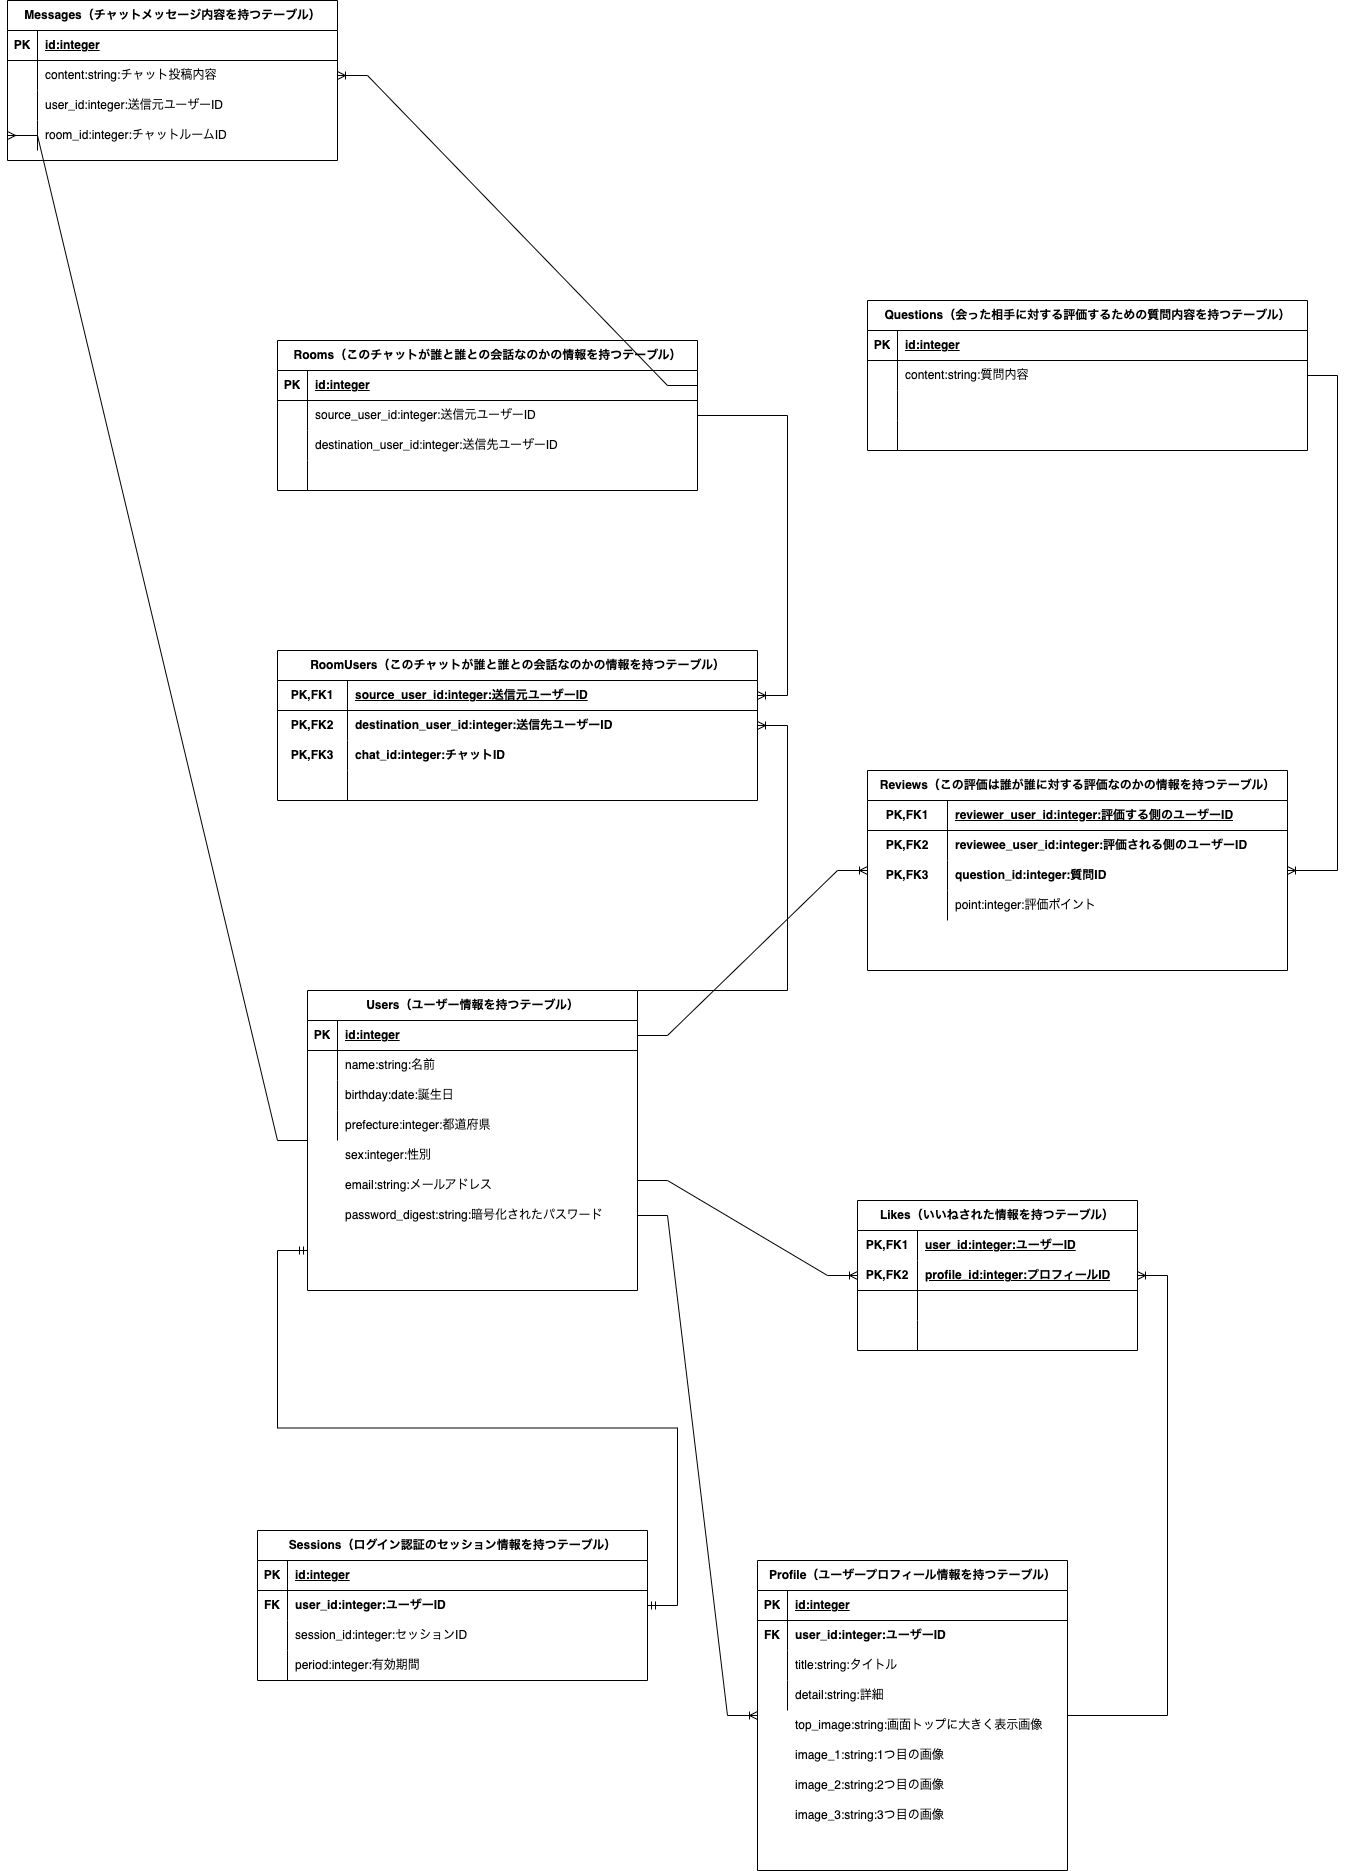 Messages（チャットメッセージ内容を持つテーブル）
PK id:integer
content:string:チャット投稿内容
user_id:integer:送信元ユーザーID
room_id:integer:チャットルームID
Questions（会った相手に対する評価するための質問内容を持つテーブル）
PK id:integer
content:string:質問内容
Rooms（このチャットが誰と誰との会話なのかの情報を持つテーブル）
PK id:integer
source_user_id:integer:送信元ユーザーID
destination_user_id:integer:送信先ユーザーID
RoomUsers（このチャットが誰と誰との会話なのかの情報を持つテーブル）
PK,FK1 source_user_id:integer:送信元ユーザーID
PK,FK2 destination_user_id:integer:送信先ユーザーID
PK,FK3 chat_id:integer:チャットID
Reviews（この評価は誰が誰に対する評価なのかの情報を持つテーブル）
PK,FK1 reviewer_user_id:integer:評価する側のユーザーID
PK,FK2 reviewee_user_id:integer:評価される側のユーザーID
PK,FK3 question_id:integer:質問ID
point:integer:評価ポイント
Users（ユーザー情報を持つテーブル）
PK id:integer
name:string:名前
birthday:date:誕生日
prefecture:integer:都道府県
sex:integer:性別
email:string:メールアドレス
password_digest:string:暗号化されたパスワード
Likes（いいねされた情報を持つテーブル）
PK,FK1 user_id:integer:ユーザーID
PK,FK2 profile_id:integer:プロフィールID
Sessions（ログイン認証のセッション情報を持つテーブル）
PK id:integer
FK user_id:integer:ユーザーID
session_id:integer:セッションID
period:integer:有効期間
Profile（ユーザープロフィール情報を持つテーブル）
PK id:integer
FK user_id:integer:ユーザーID
title:string:タイトル
detail:string:詳細
top_image:string:画面トップに大きく表示画像
image_1:string:1つ目の画像
image_2:string:2つ目の画像
image_3:string:3つ目の画像